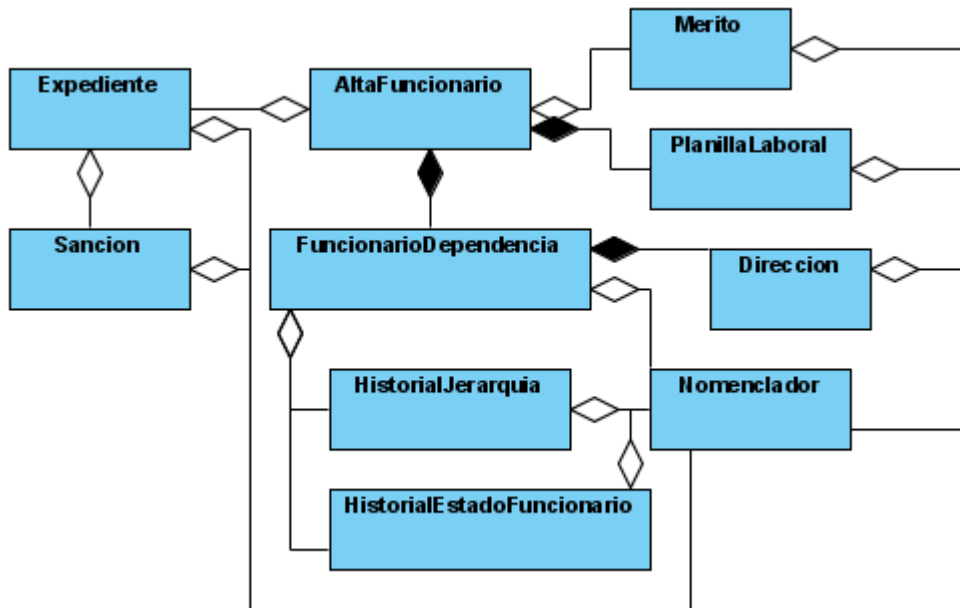 Merito
Expediente
AltaFuncionario
PlanillaLaboral
Sancion
FuncionarioDependencia
Direccion
HistorialJerarquia
Nomenclador
HistorialEstadoFuncionario